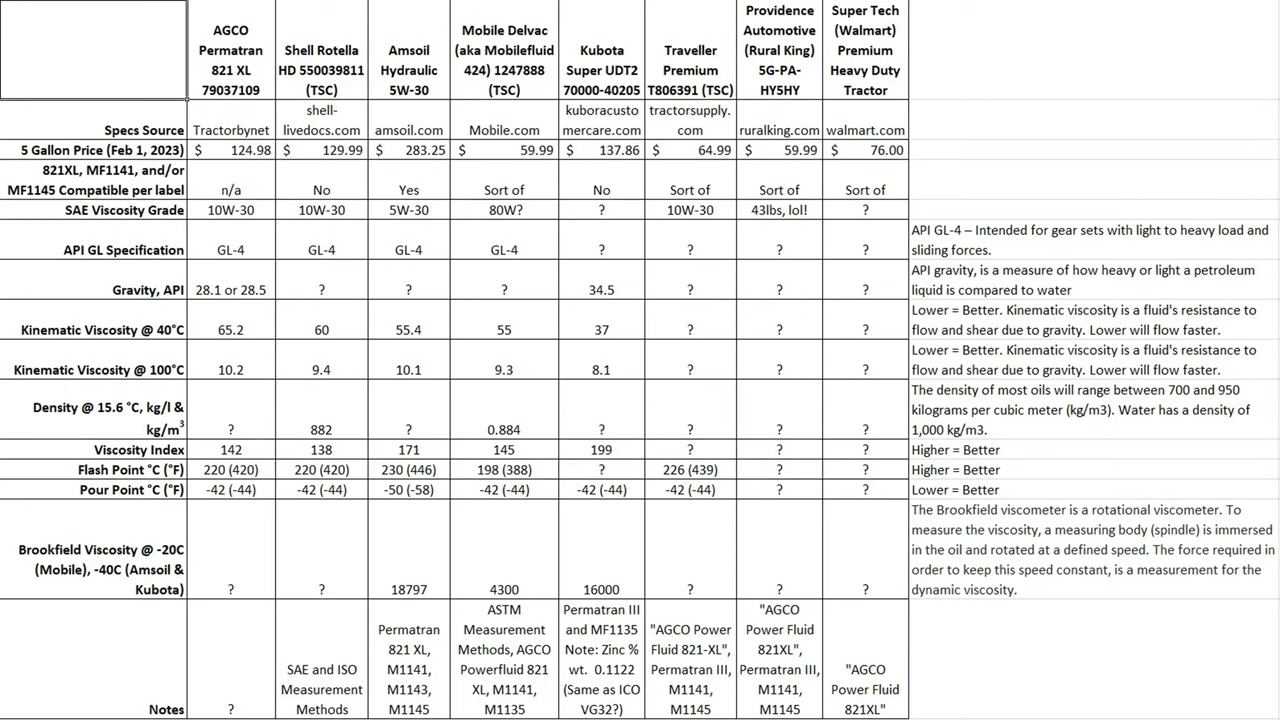 AGCO Permatran 821 XL 79037109 Shell Rotella HD 550039811 (TSC) Amsoil Hydraulic 5W-30 Mobile Delvac (aka Mobilefluid 424) 1247888 (TSC) Kubota Super UDT2 70000-40205 Traveller Premium T806391 (TSC) Providence Automotive (Rural King) 5G-PA-HY5HY Super Tech (Walmart) Premium Heavy Duty Tractor
Specs Source Tractorbynet shell-livedocs.com amsoil.com Mobile.com kuboracustomercare.com tractorsupply.com ruralking.com walmart.com
5 Gallon Price (Feb 1, 2023) $ 124.98 $ 129.99 $ 283.25 $ 59.99 $ 137.86 $ 64.99 $ 59.99 $ 76.00
821XL, MF1141, and/or MF1145 Compatible per label n/a No Yes Sort of No Sort of Sort of Sort of
SAE Viscosity Grade 10W-30 10W-30 5W-30 80W? ? 10W-30 43lbs, lol! ?
API GL Specification GL-4 GL-4 GL-4 GL-4 ? ? ? ? API GL-4 – Intended for gear sets with light to heavy load and sliding forces.
Gravity, API 28.1 or 28.5 ? ? ? 34.5 ? ? ? API gravity, is a measure of how heavy or light a petroleum liquid is compared to water
Kinematic Viscosity @ 40°C 65.2 60 55.4 55 37 ? ? ? Lower = Better. Kinematic viscosity is a fluid's resistance to flow and shear due to gravity. Lower will flow faster.
Kinematic Viscosity @ 100°C 10.2 9.4 10.1 9.3 8.1 ? ? ? Lower = Better. Kinematic viscosity is a fluid's resistance to flow and shear due to gravity. Lower will flow faster.
Density @ 15.6 °C, kg/l & kg/m3 ? 882 ? 0.884 ? ? ? ? The density of most oils will range between 700 and 950 kilograms per cubic meter (kg/m3). Water has a density of 1,000 kg/m3.
Viscosity Index 142 138 171 145 199 ? ? ? Higher = Better
Flash Point °C (°F) 220 (420) 220 (420) 230 (446) 198 (388) ? 226 (439) ? ? Higher = Better
Pour Point °C (°F) -42 (-44) -42 (-44) -50 (-58) -42 (-44) -42 (-44) -42 (-44) ? ? Lower = Better
Brookfield Viscosity @ -20C (Mobile), -40C (Amsoil & Kubota) ? ? 18797 4300 16000 ? ? ? The Brookfield viscometer is a rotational viscometer. To measure the viscosity, a measuring body (spindle) is immersed in the oil and rotated at a defined speed. The force required in order to keep this speed constant, is a measurement for the dynamic viscosity.
Notes ? SAE and ISO Measurement Methods Permatran 821 XL, M1141, M1143, M1145 ASTM Measurement Methods, AGCO Powerfluid 821 XL, M1141, M1135 Permatran III and MF1135 Note: Zinc % wt. 0.1122 (Same as ICO VG32?) "AGCO Power Fluid 821-XL", Permatran III, M1141, M1145 "AGCO Power Fluid 821XL", Permatran III, M1141, M1145 "AGCO Power Fluid 821XL"